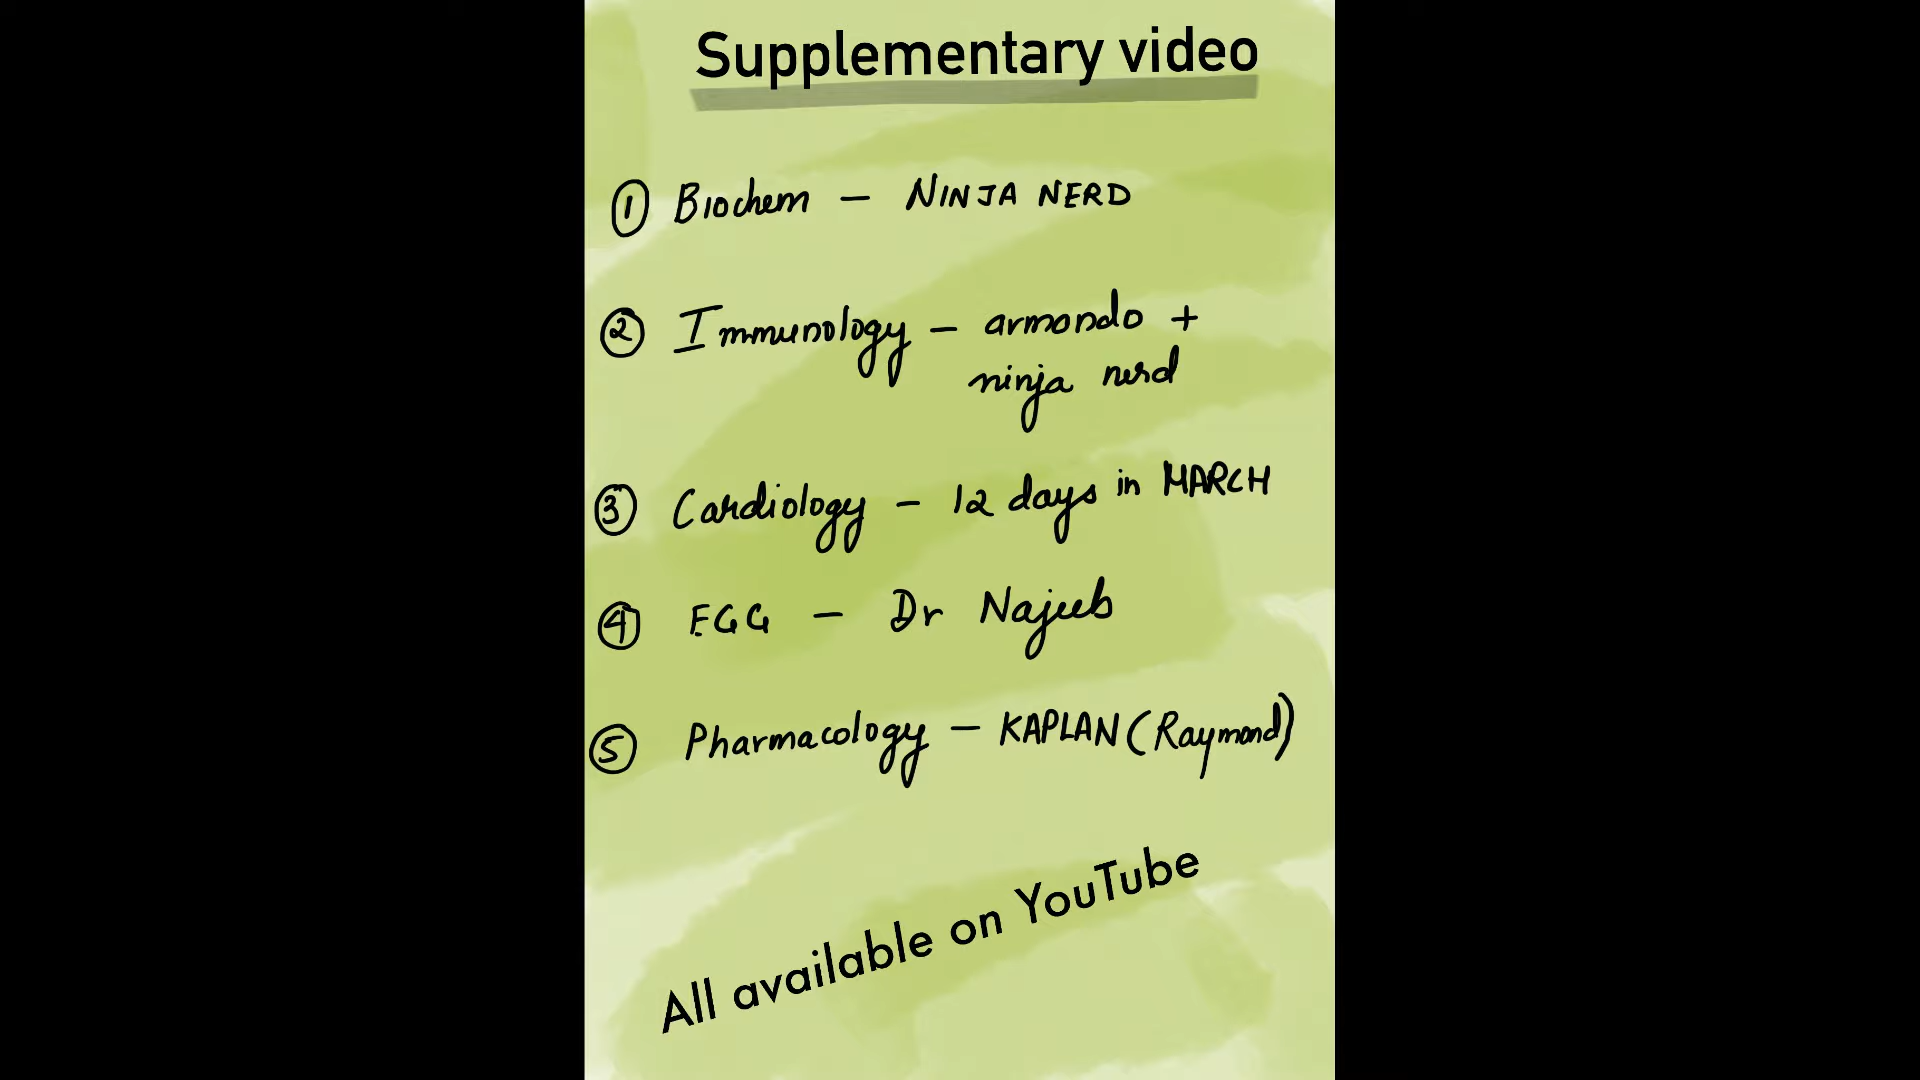 Supplementary video
① Biochem – NINJA NERD
② Immunology – armando +
ninja nerd
③ Cardiology – 12 days in MARCH
④ ECG – Dr Najeeb
⑤ Pharmacology – KAPLAN (Raymond)
All available on YouTube